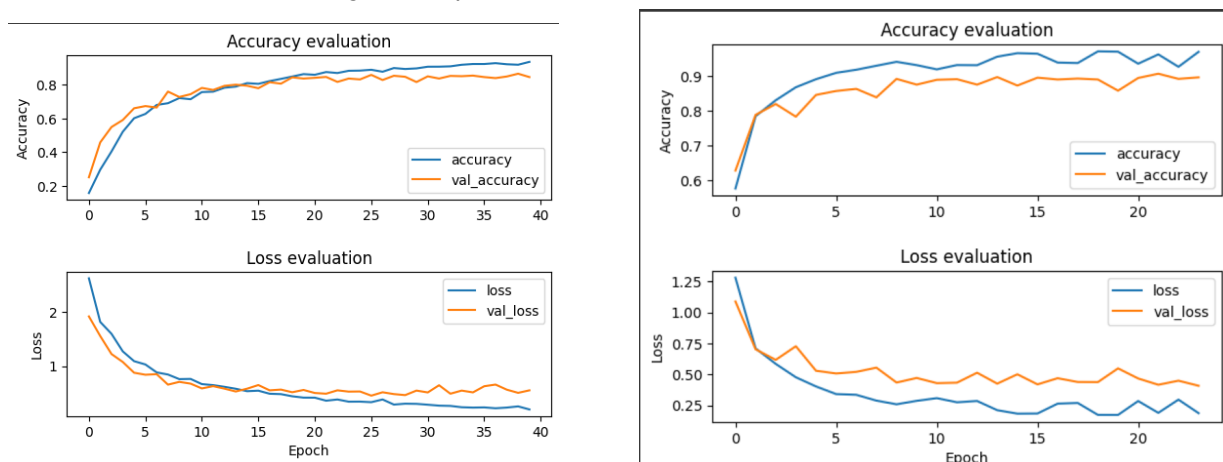 Accuracy evaluation
0.8
0.6
0.4
0.2
Accuracy
accuracy
val_accuracy
0 5 10 15 20 25 30 35 40
Loss evaluation
2
1
Loss
loss
val_loss
0 5 10 15 20 25 30 35 40
Epoch
Accuracy evaluation
0.9
0.8
0.7
0.6
Accuracy
accuracy
val_accuracy
0 5 10 15 20
Loss evaluation
1.25
1.00
0.75
0.50
0.25
Loss
loss
val_loss
0 5 10 15 20
Epoch